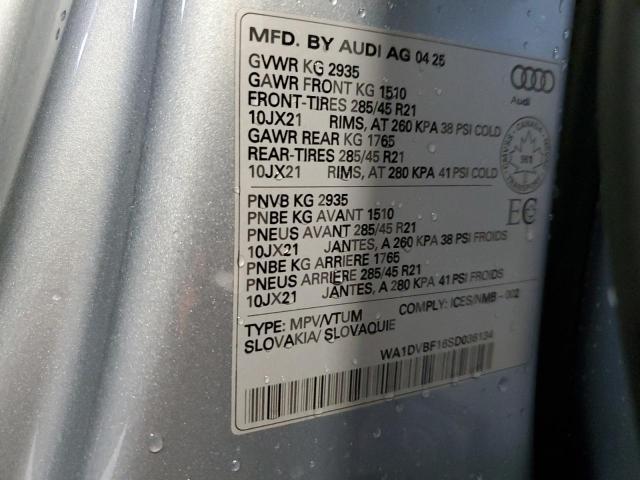 MFD. BY AUDI AG 04 25
GVWR KG 2935
GAWR FRONT KG 1510
FRONT-TIRES 285/45 R21
10JX21 RIMS, AT 260 KPA 38 PSI COLD
GAWR REAR KG 1765
REAR-TIRES 285/45 R21
10JX21 RIMS, AT 280 KPA 41 PSI COLD
Audi
CANADA
961
PNVB KG 2935
PNBE KG AVANT 1510
PNEUS AVANT 285/45 R21
10JX21 JANTES, A 260 KPA 38 PSI FROIDS
PNBE KG ARRIERE 1765
PNEUS ARRIERE 285/45 R21
10JX21 JANTES, A 280 KPA 41 PSI FROIDS
EC
TYPE: MPV/VTUM COMPLY: ICES/NMB - 002
SLOVAKIA/ SLOVAQUIE
WA1DVBF16SD036134